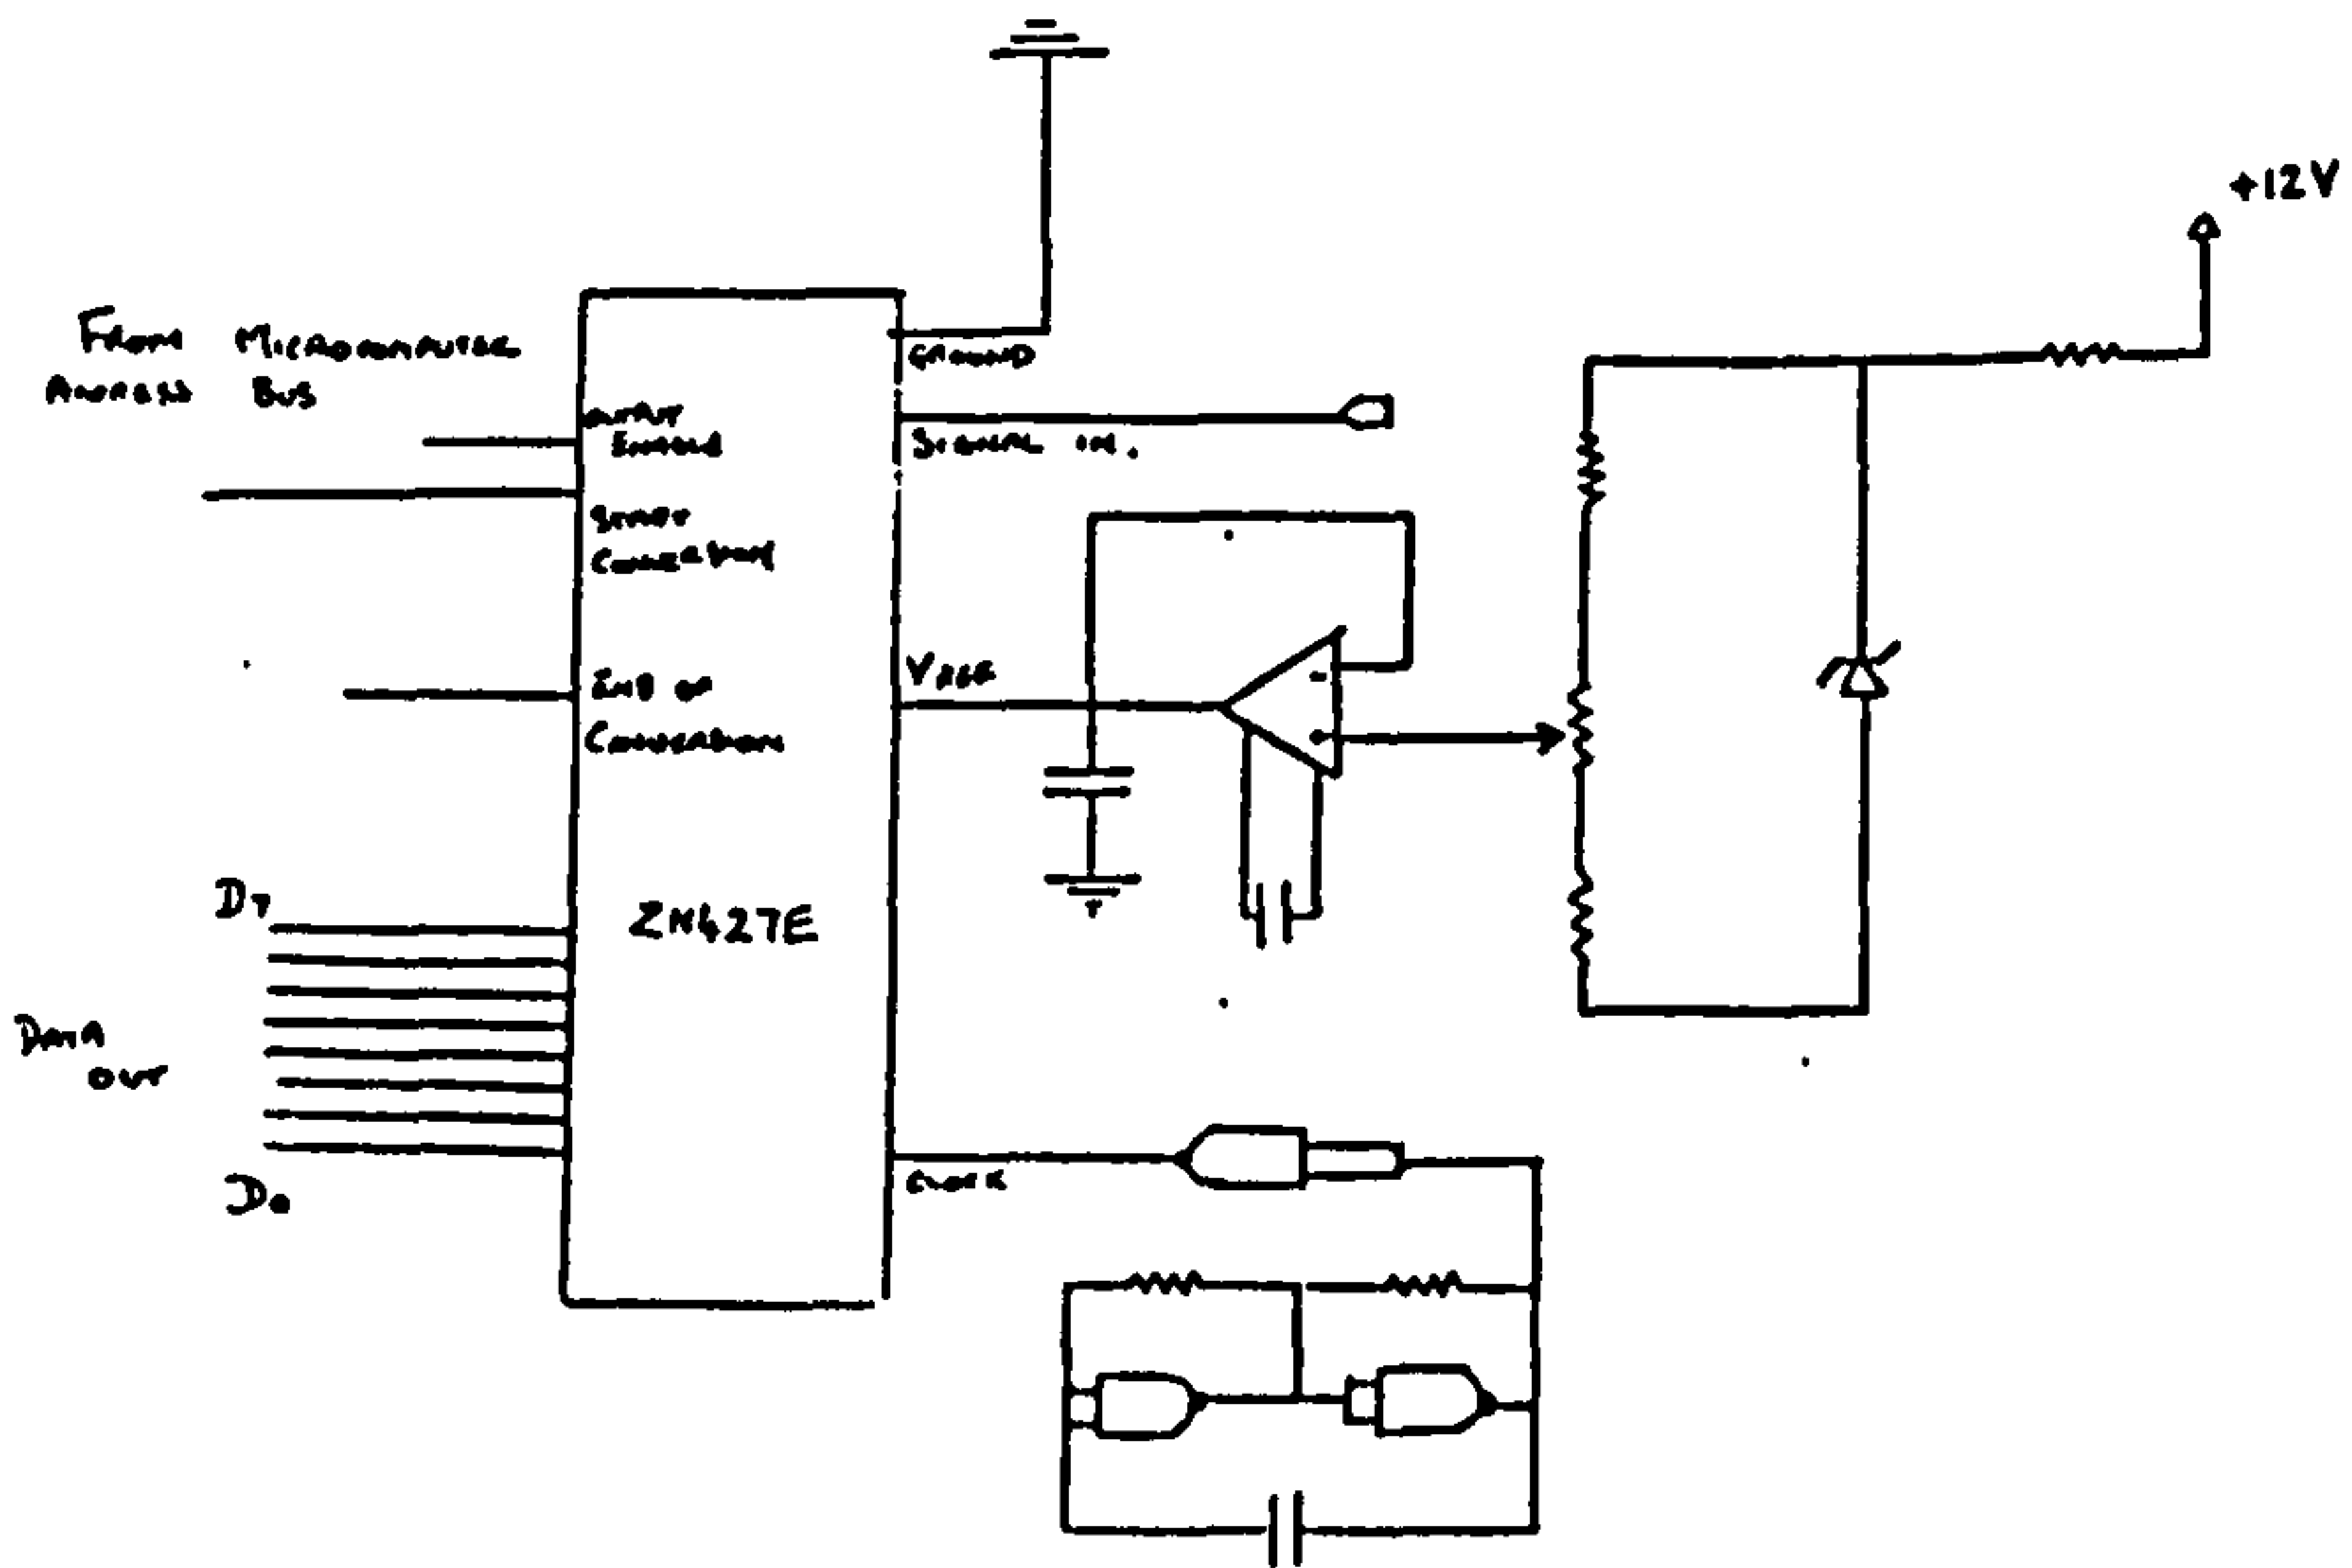 From Microcomputer
Address Bus
Output
Enable
Start
Conversion
End of
Conversion
D7
Data
out
D0
ZN427E
Ground
Signal in.
VREF
-
Clock
+12V